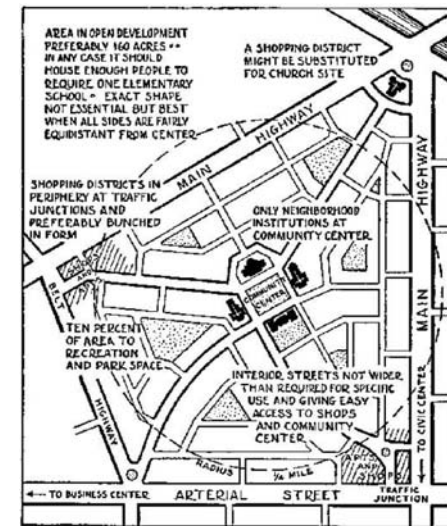 AREA IN OPEN DEVELOPMENT
PREFERABLY 160 ACRES **
IN ANY CASE IT SHOULD
HOUSE ENOUGH PEOPLE TO
REQUIRE ONE ELEMENTARY
SCHOOL • EXACT SHAPE
NOT ESSENTIAL BUT BEST
WHEN ALL SIDES ARE FAIRLY
EQUIDISTANT FROM CENTER
A SHOPPING DISTRICT
MIGHT BE SUBSTITUTED
FOR CHURCH SITE
MAIN HIGHWAY
HIGHWAY
MAIN
SHOPPING DISTRICTS IN
PERIPHERY AT TRAFFIC
JUNCTIONS AND
PREFERABLY BUNCHED
IN FORM
ONLY NEIGHBORHOOD
INSTITUTIONS AT
COMMUNITY CENTER
BELT
HIGHWAY
COMMUNITY
CENTER
TEN PERCENT
OF AREA TO
RECREATION
AND PARK SPACE
INTERIOR STREETS NOT WIDER
THAN REQUIRED FOR SPECIFIC
USE AND GIVING EASY
ACCESS TO SHOPS
AND COMMUNITY
CENTER
RADIUS
¼ MILE
APTS
AND
SHOPS
TO CIVIC CENTER
TO BUSINESS CENTER
ARTERIAL STREET
TRAFFIC
JUNCTION